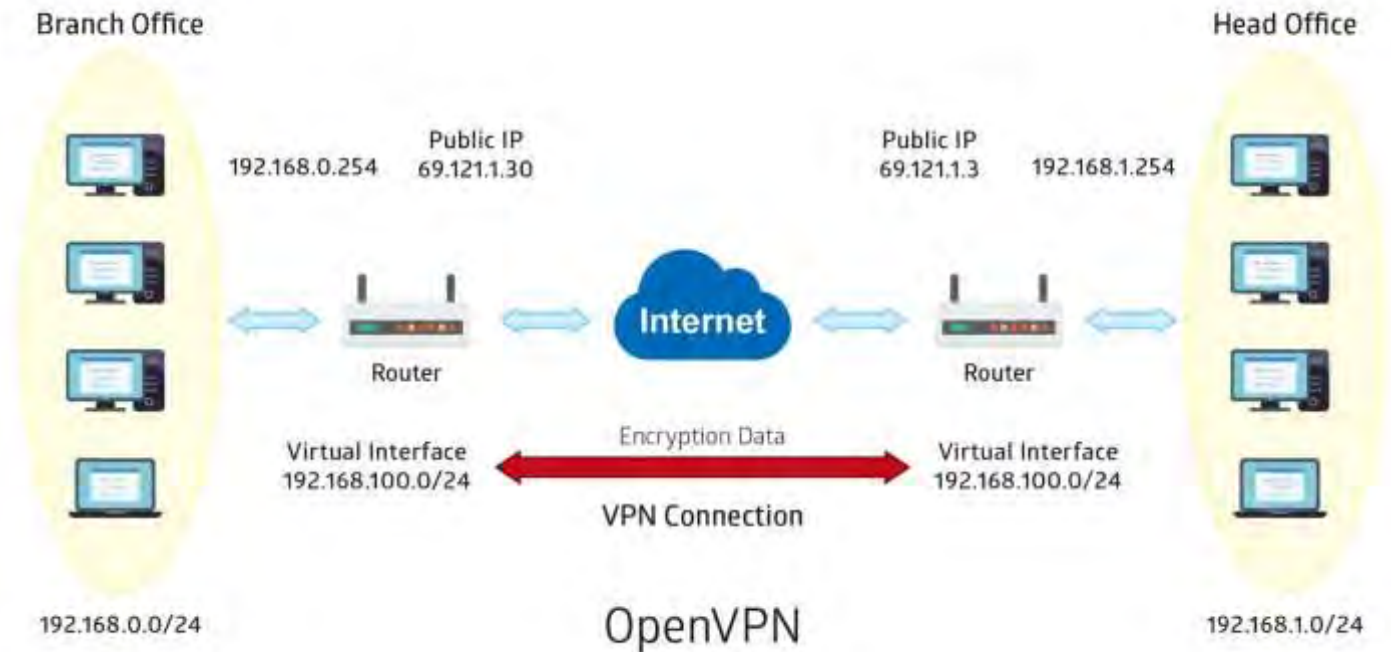 Branch Office
Head Office
Public IP
69.121.1.30
192.168.0.254
Public IP
69.121.1.3
192.168.1.254
Internet
Router
Router
Virtual Interface
192.168.100.0/24
Encryption Data
VPN Connection
Virtual Interface
192.168.100.0/24
192.168.0.0/24
OpenVPN
192.168.1.0/24